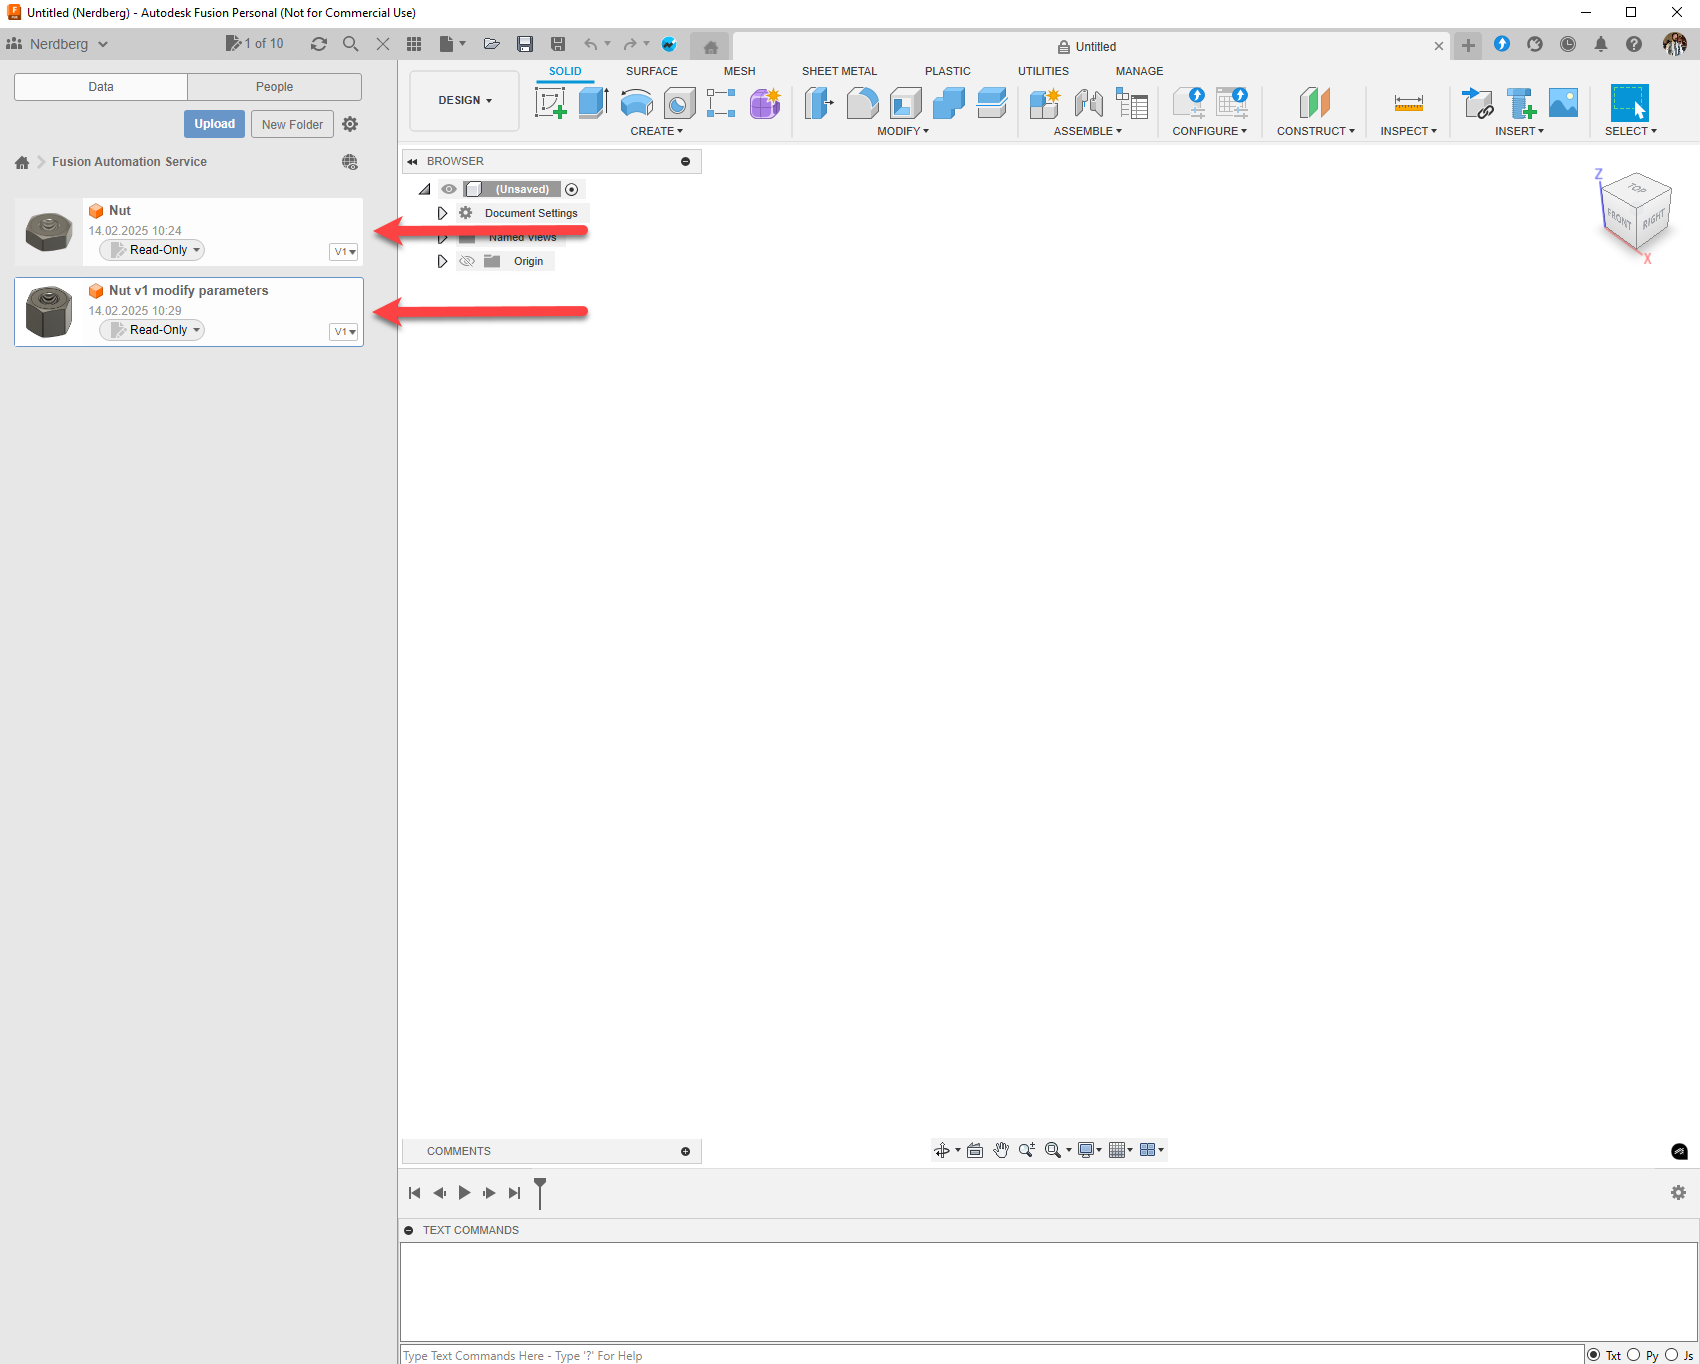 Untitled (Nerdberg) - Autodesk Fusion Personal (Not for Commercial Use)
Nerdberg
1 of 10
Untitled
Data
People
Upload
New Folder
Fusion Automation Service
Nut
14.02.2025 10:24
Read-Only
V1
Nut v1 modify parameters
14.02.2025 10:29
Read-Only
V1
DESIGN
SOLID
SURFACE
MESH
SHEET METAL
PLASTIC
UTILITIES
MANAGE
CREATE
MODIFY
ASSEMBLE
CONFIGURE
CONSTRUCT
INSPECT
INSERT
SELECT
BROWSER
(Unsaved)
Document Settings
Named Views
Origin
Z
TOP
FRONT
RIGHT
X
COMMENTS
TEXT COMMANDS
Type Text Commands Here - Type '?' For Help
Txt
Py
Js